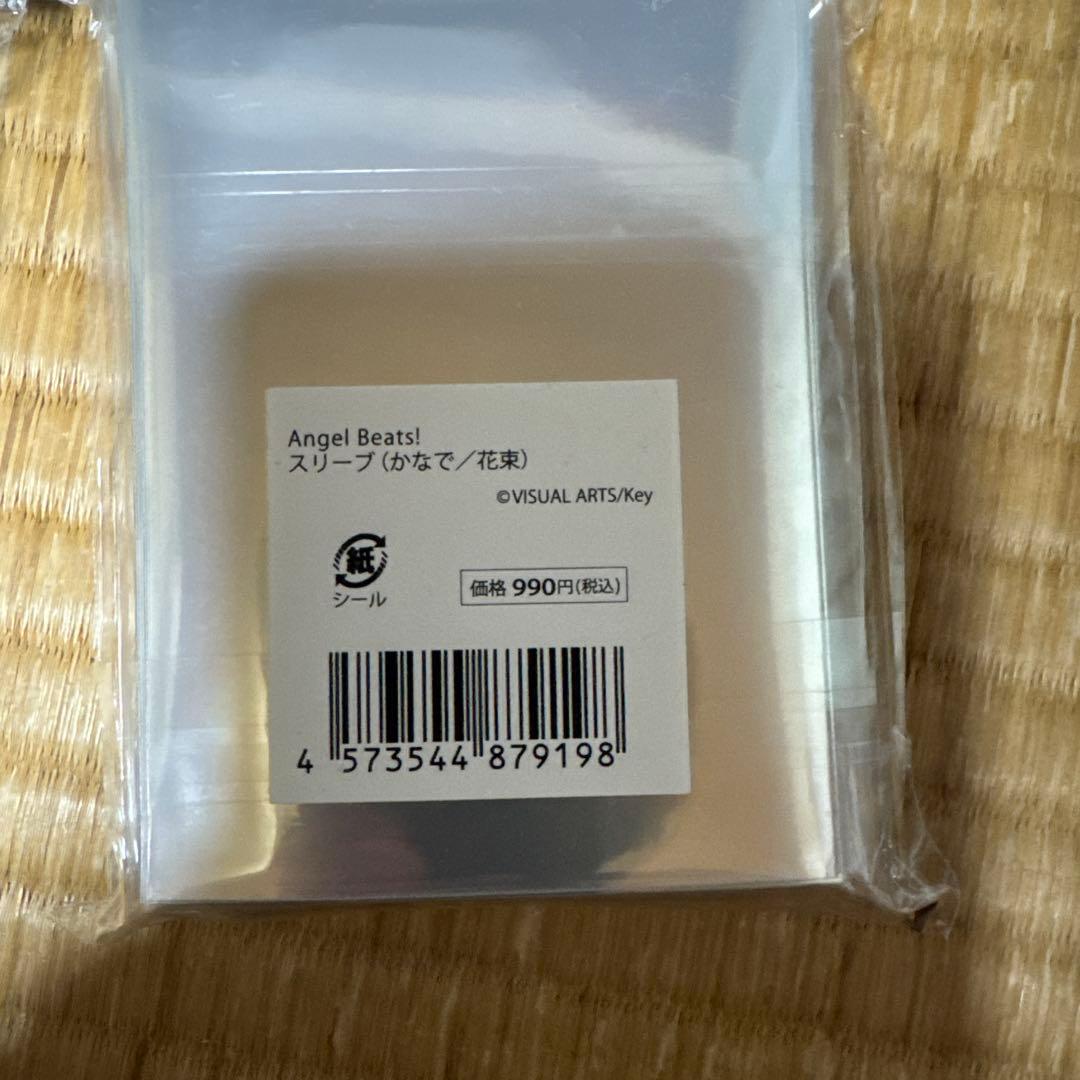 Angel Beats!
スリーブ（かなで／花束）
©VISUAL ARTS/Key
紙
シール
価格 990円(税込)
4 573544 879198